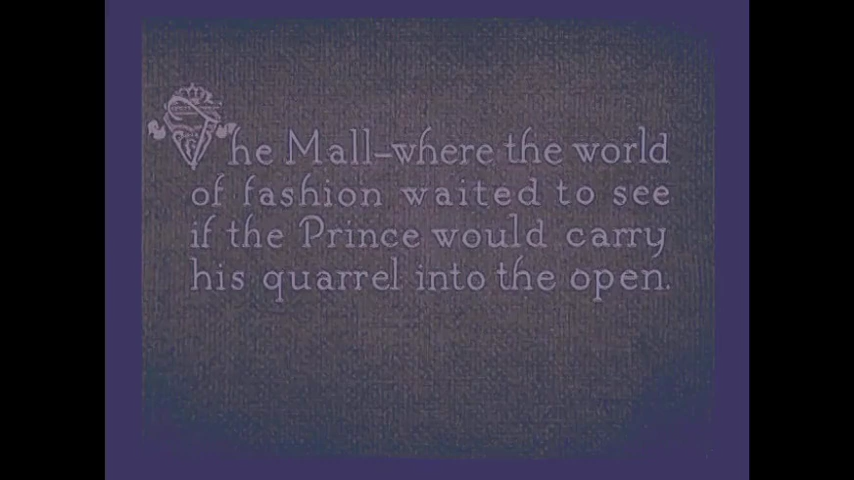 The Mall–where the world
of fashion waited to see
if the Prince would carry
his quarrel into the open.